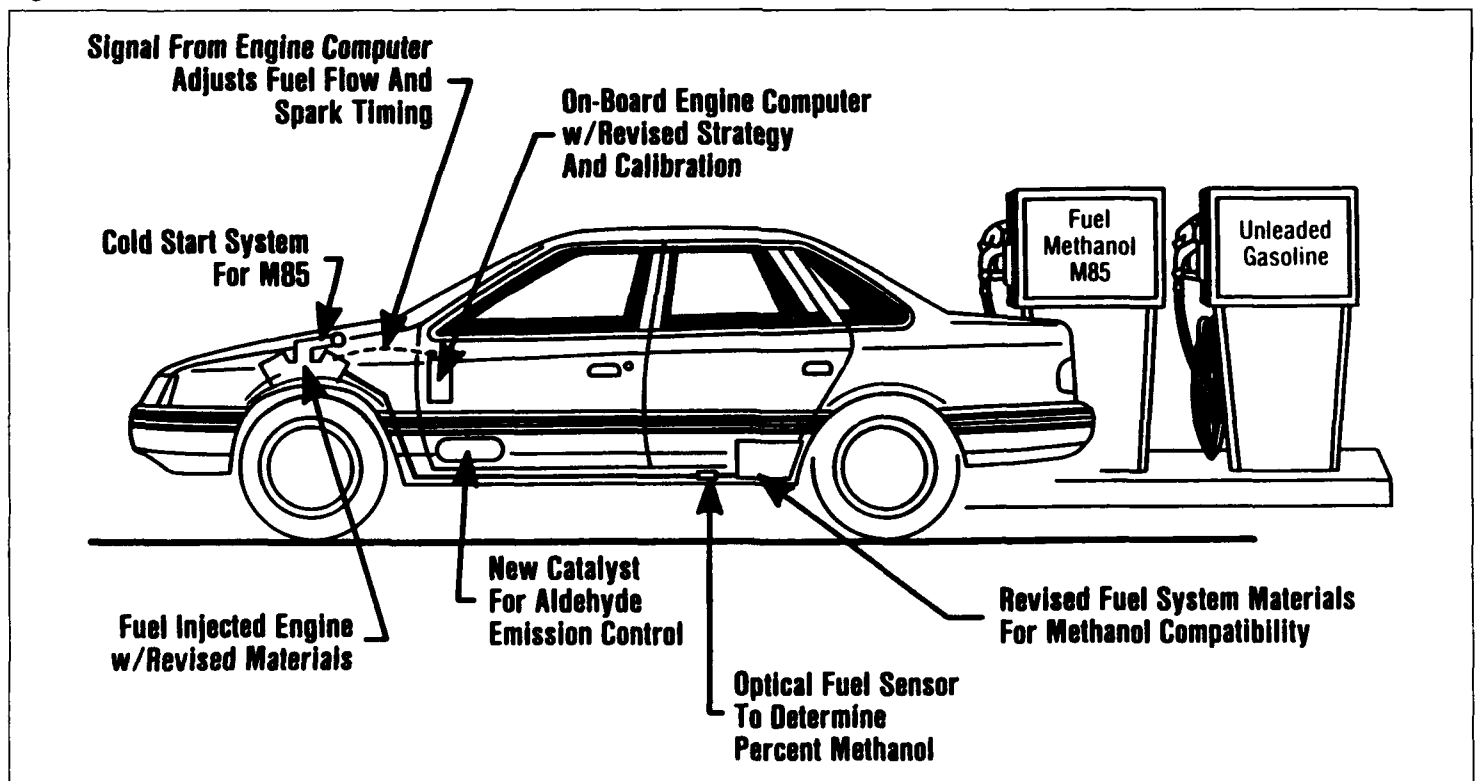 Signal From Engine Computer
Adjusts Fuel Flow And
Spark Timing
On-Board Engine Computer
w/Revised Strategy
And Calibration
Cold Start System
For M85
Fuel
Methanol
M85
Unleaded
Gasoline
Fuel Injected Engine
w/Revised Materials
New Catalyst
For Aldehyde
Emission Control
Optical Fuel Sensor
To Determine
Percent Methanol
Revised Fuel System Materials
For Methanol Compatibility